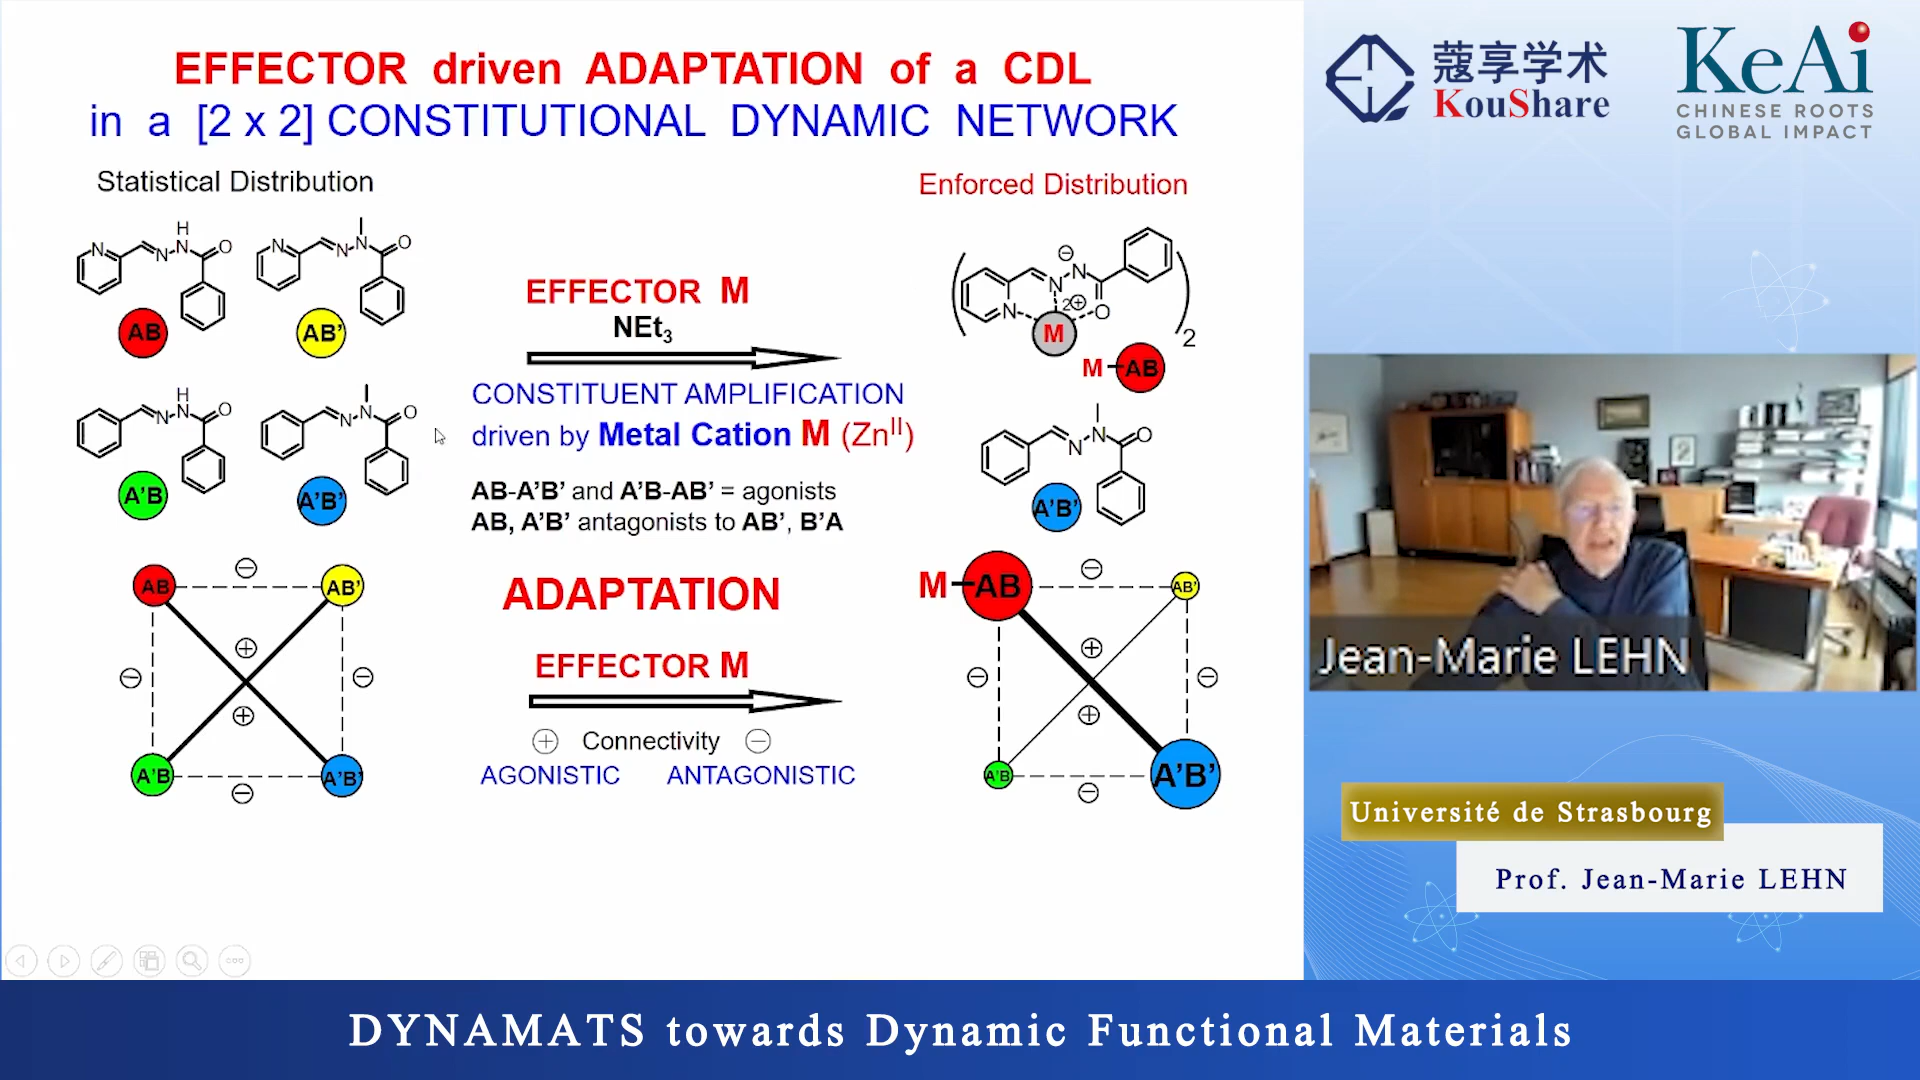 EFFECTOR driven ADAPTATION of a CDL
in a [2 x 2] CONSTITUTIONAL DYNAMIC NETWORK
Statistical Distribution
Enforced Distribution
N
N
H
N
O
AB
N
N
N
O
AB'
N
H
N
O
A'B
N
N
O
A'B'
EFFECTOR M
NEt3
CONSTITUENT AMPLIFICATION
driven by Metal Cation M (ZnII)
AB-A'B' and A'B-AB' = agonists
AB, A'B' antagonists to AB', B'A
⊖
N
N
N
2⊕
O
M
2
M
AB
N
N
O
A'B'
AB
⊖
AB'
⊖
⊕
⊕
⊖
A'B
⊖
A'B'
ADAPTATION
EFFECTOR M
⊕ Connectivity ⊖
AGONISTIC ANTAGONISTIC
M
AB
⊖
AB'
⊖
⊕
⊕
⊖
A'B
⊖
A'B'
蔻享学术
KouShare
KeAi
CHINESE ROOTS
GLOBAL IMPACT
Jean-Marie LEHN
Université de Strasbourg
Prof. Jean-Marie LEHN
DYNAMATS towards Dynamic Functional Materials